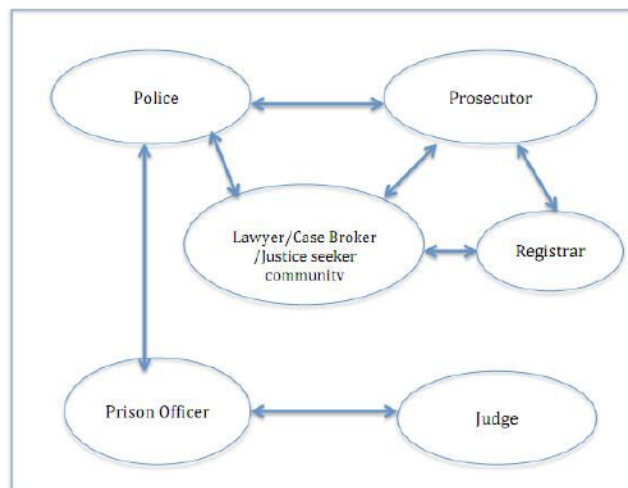 Police
Prosecutor
Lawyer/Case Broker
/Justice seeker
community
Registrar
Prison Officer
Judge